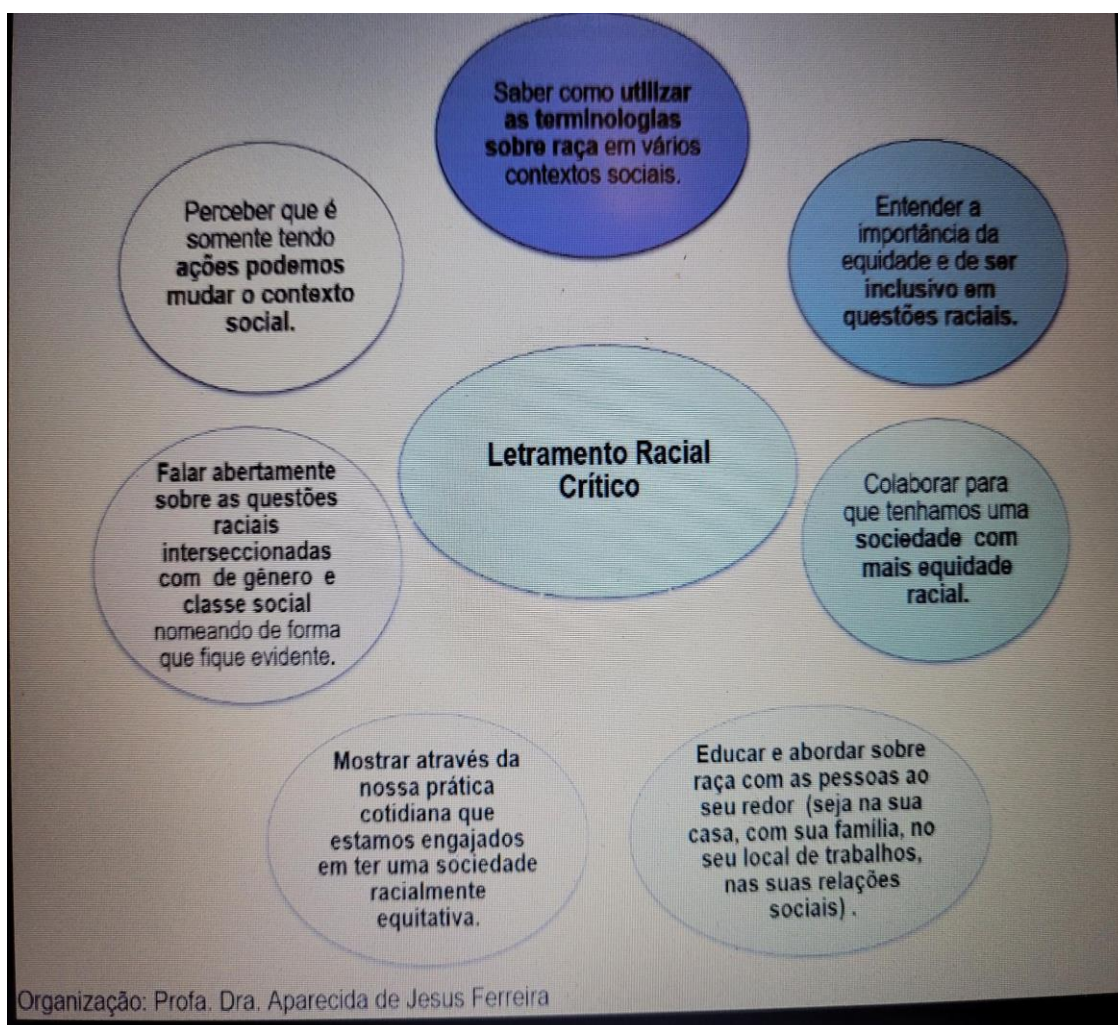 Saber como utilizar
as terminologias
sobre raça em vários
contextos sociais.
Entender a
importância da
equidade e de ser
inclusivo em
questões raciais.
Colaborar para
que tenhamos uma
sociedade com
mais equidade
racial.
Educar e abordar sobre
raça com as pessoas ao
seu redor (seja na sua
casa, com sua família, no
seu local de trabalhos,
nas suas relações
sociais) .
Mostrar através da
nossa prática
cotidiana que
estamos engajados
em ter uma sociedade
racialmente
equitativa.
Falar abertamente
sobre as questões
raciais
interseccionadas
com de gênero e
classe social
nomeando de forma
que fique evidente.
Perceber que é
somente tendo
ações podemos
mudar o contexto
social.
Letramento Racial
Crítico
Organização: Profa. Dra. Aparecida de Jesus Ferreira